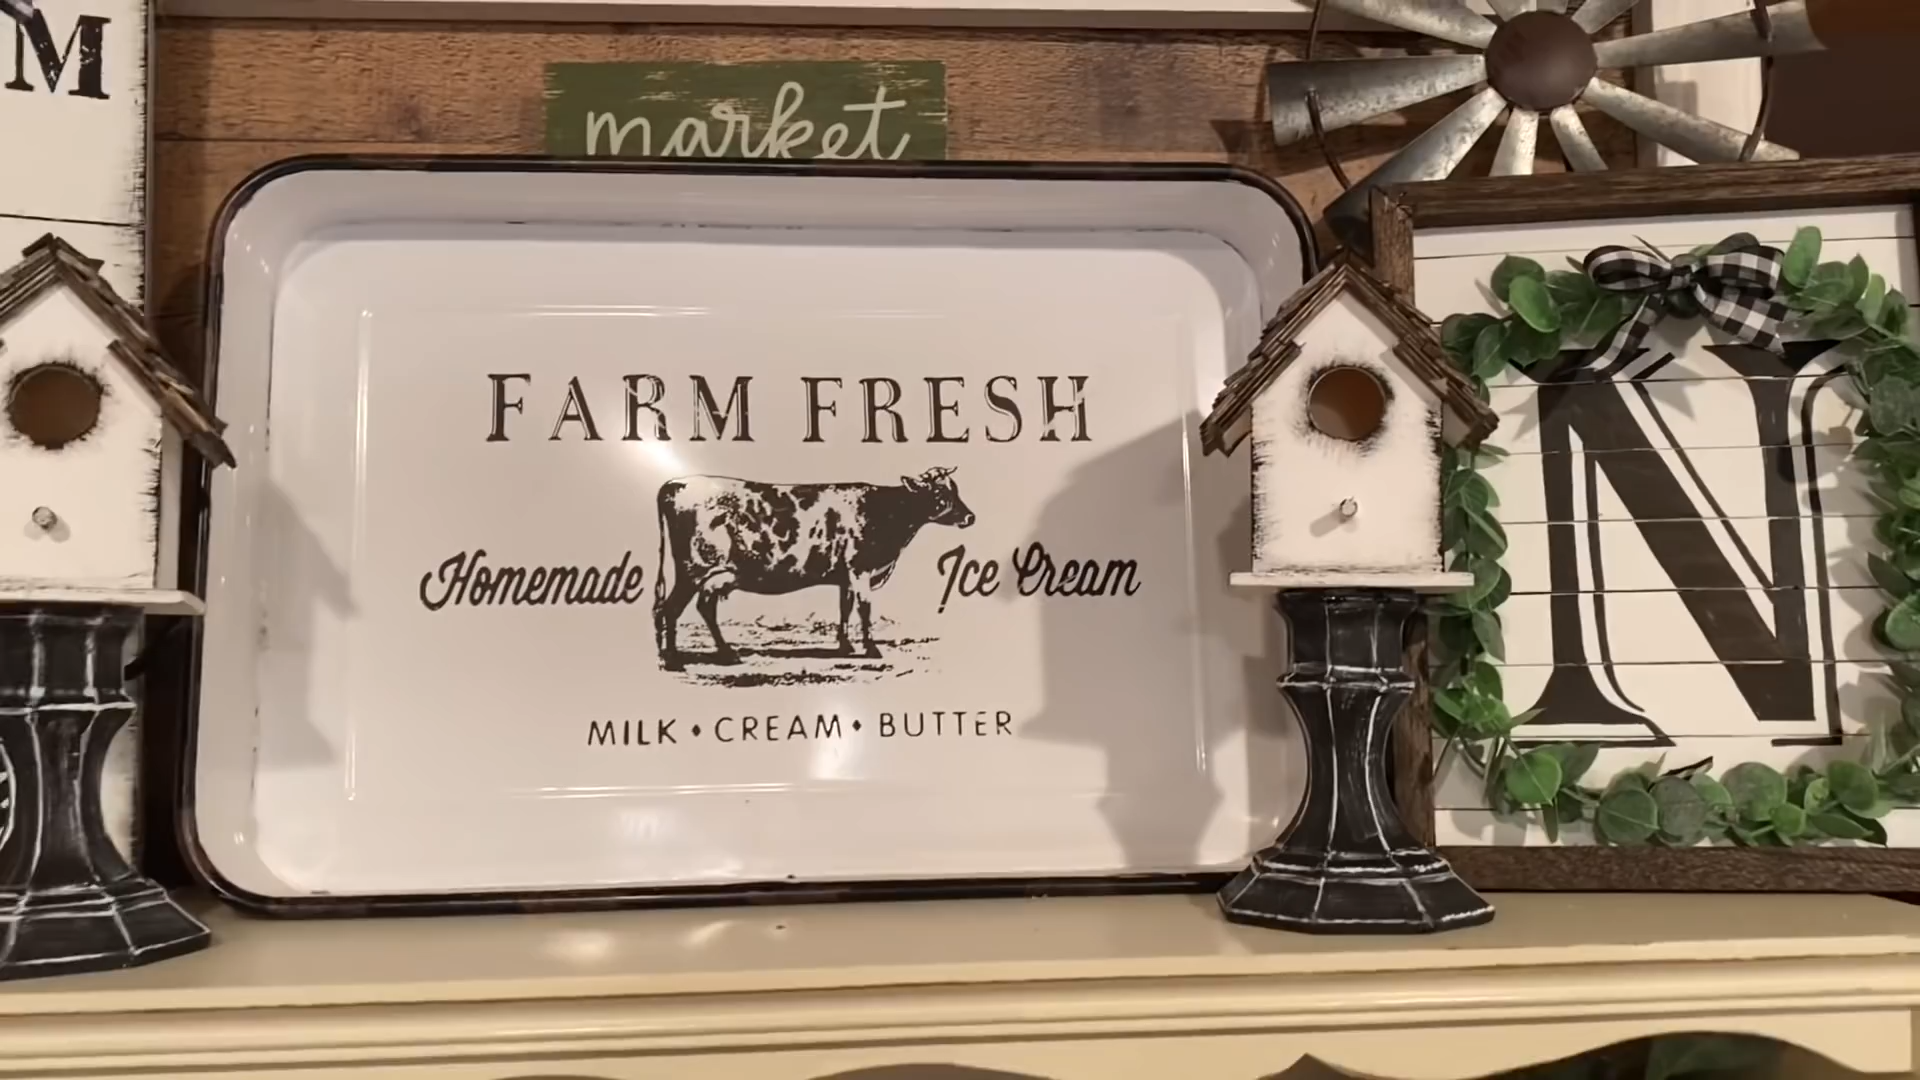 M
market
FARM FRESH
Homemade Ice Cream
MILK • CREAM • BUTTER
N